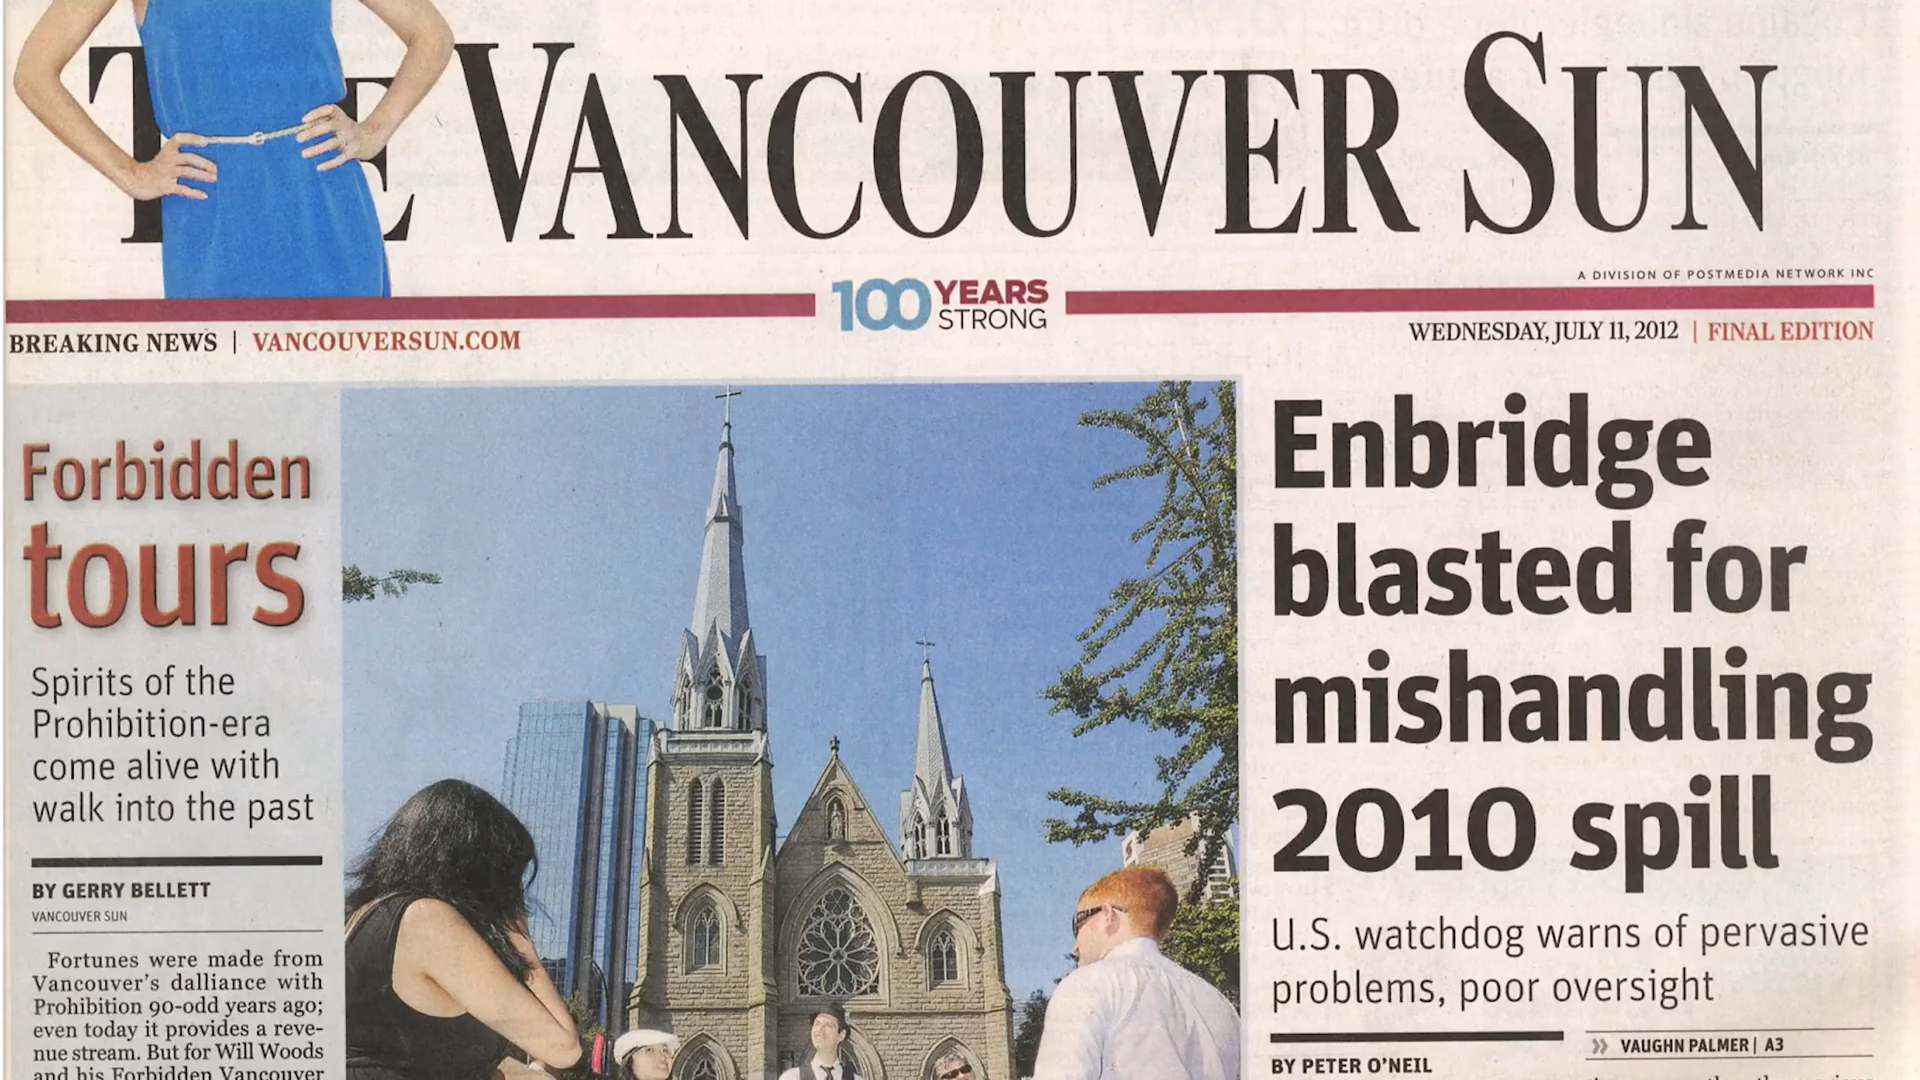 THE VANCOUVER SUN
A DIVISION OF POSTMEDIA NETWORK INC
100 YEARS
STRONG
BREAKING NEWS | VANCOUVERSUN.COM
WEDNESDAY, JULY 11, 2012 | FINAL EDITION
Forbidden
tours
Spirits of the
Prohibition-era
come alive with
walk into the past
BY GERRY BELLETT
VANCOUVER SUN
Fortunes were made from
Vancouver's dalliance with
Prohibition 90-odd years ago;
even today it provides a reve-
nue stream. But for Will Woods
and his Forbidden Vancouver
Enbridge
blasted for
mishandling
2010 spill
U.S. watchdog warns of pervasive
problems, poor oversight
BY PETER O'NEIL
» VAUGHN PALMER | A3